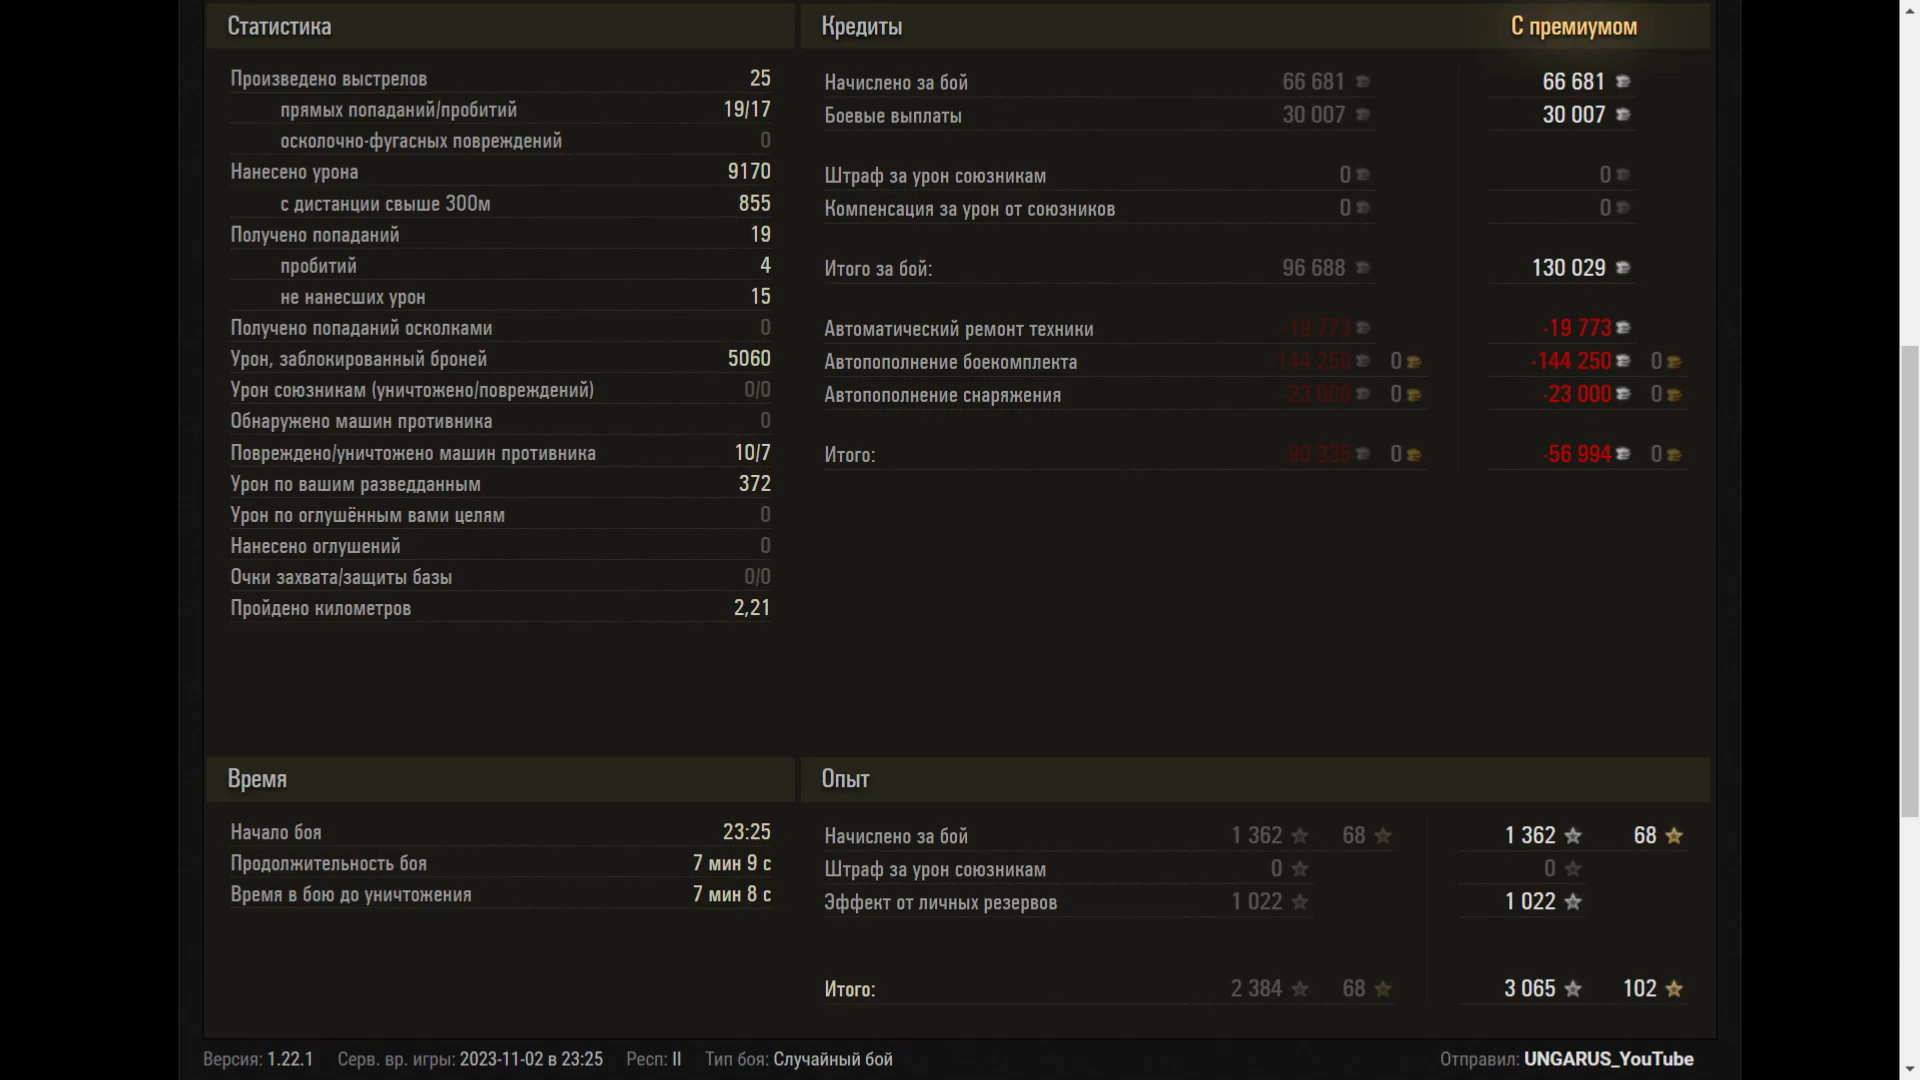 Статистика
Произведено выстрелов 25
прямых попаданий/пробитий 19/17
осколочно-фугасных повреждений 0
Нанесено урона 9170
с дистанции свыше 300м 855
Получено попаданий 19
пробитий 4
не нанесших урон 15
Получено попаданий осколками 0
Урон, заблокированный броней 5060
Урон союзникам (уничтожено/повреждений) 0/0
Обнаружено машин противника 0
Повреждено/уничтожено машин противника 10/7
Урон по вашим разведданным 372
Урон по оглушённым вами целям 0
Нанесено оглушений 0
Очки захвата/защиты базы 0/0
Пройдено километров 2,21
Кредиты С премиумом
Начислено за бой 66 681 66 681
Боевые выплаты 30 007 30 007
Штраф за урон союзникам 0 0
Компенсация за урон от союзников 0 0
Итого за бой: 96 688 130 029
Автоматический ремонт техники -19 773 -19 773
Автопополнение боекомплекта -144 250 0 -144 250 0
Автопополнение снаряжения -23 000 0 -23 000 0
Итого: -90 335 0 -56 994 0
Время
Начало боя 23:25
Продолжительность боя 7 мин 9 с
Время в бою до уничтожения 7 мин 8 с
Опыт
Начислено за бой 1 362 68 1 362 68
Штраф за урон союзникам 0 0
Эффект от личных резервов 1 022 1 022
Итого: 2 384 68 3 065 102
Версия: 1.22.1 Серв. вр. игры: 2023-11-02 в 23:25 Респ: II Тип боя: Случайный бой Отправил: UNGARUS_YouTube